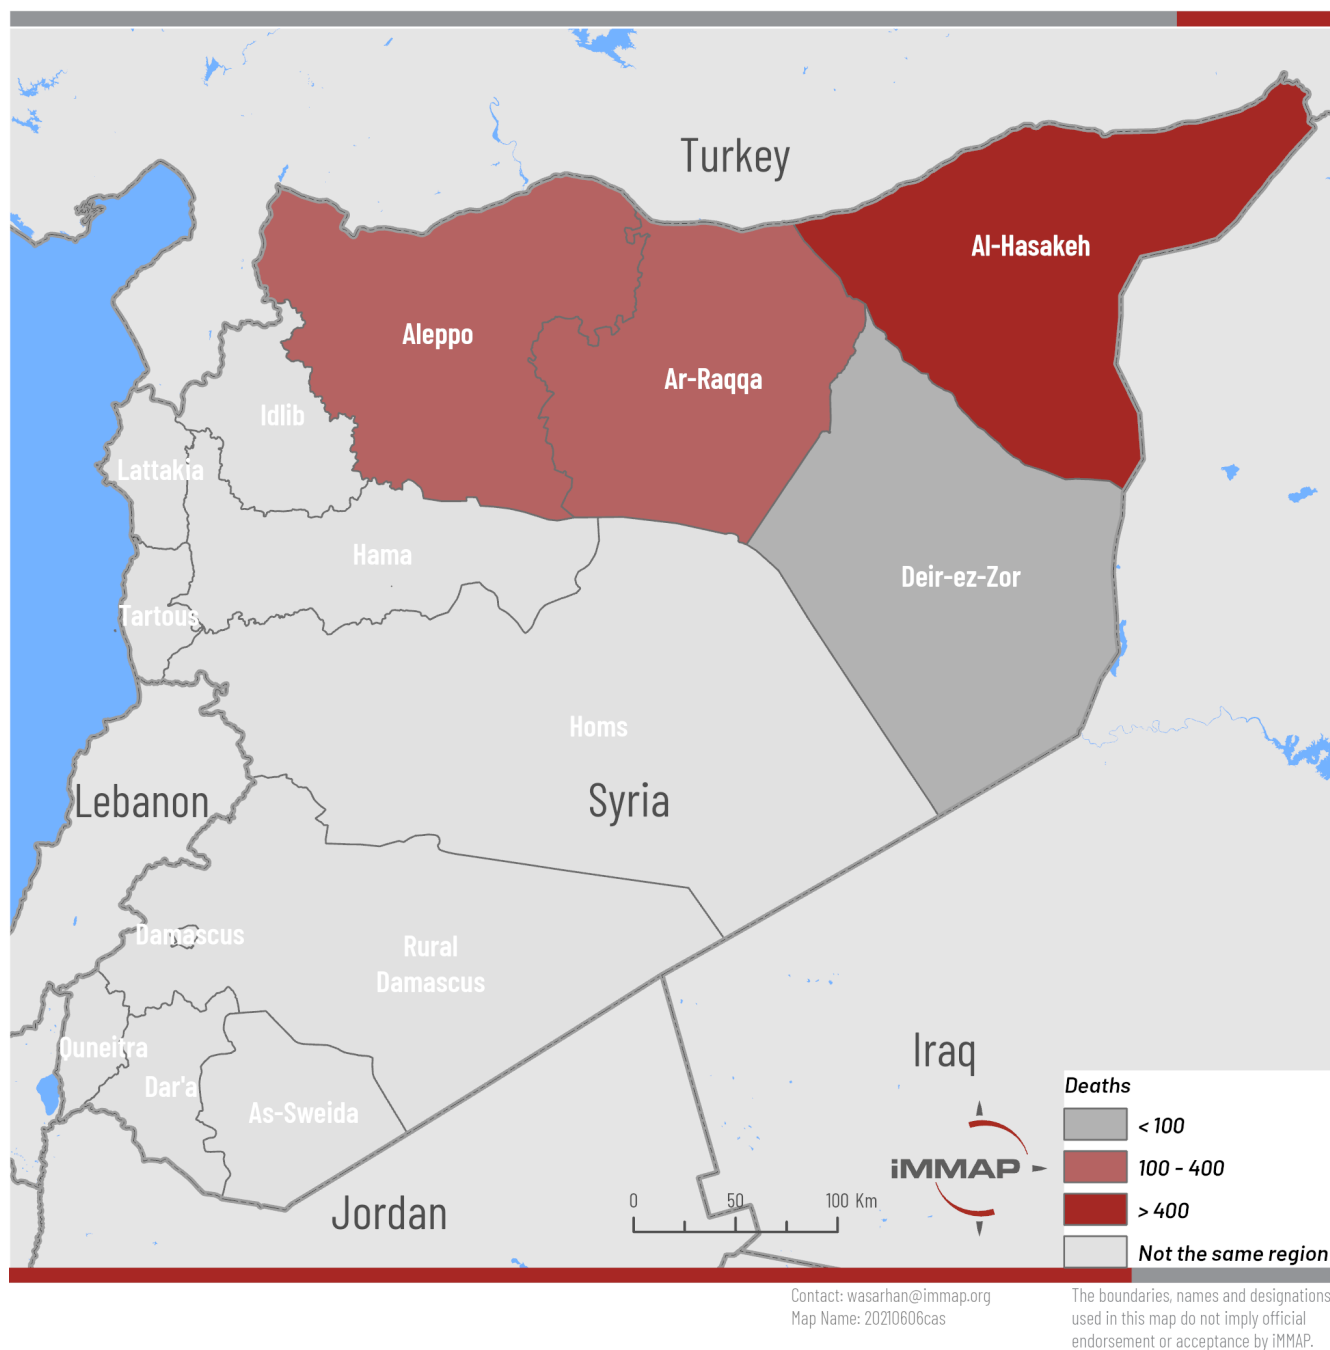 Turkey
Al-Hasakeh
Aleppo
Ar-Raqqa
Idlib
Lattakia
Hama
Deir-ez-Zor
Tartous
Homs
Lebanon
Syria
Damascus
Rural
Damascus
Quneitra
Dar'a
As-Sweida
Iraq
Jordan
Deaths
< 100
100 - 400
> 400
Not the same region
iMMAP
0 50 100 Km
Contact: wasarhan@immap.org
Map Name: 20210606cas
The boundaries, names and designations
used in this map do not imply official
endorsement or acceptance by iMMAP.